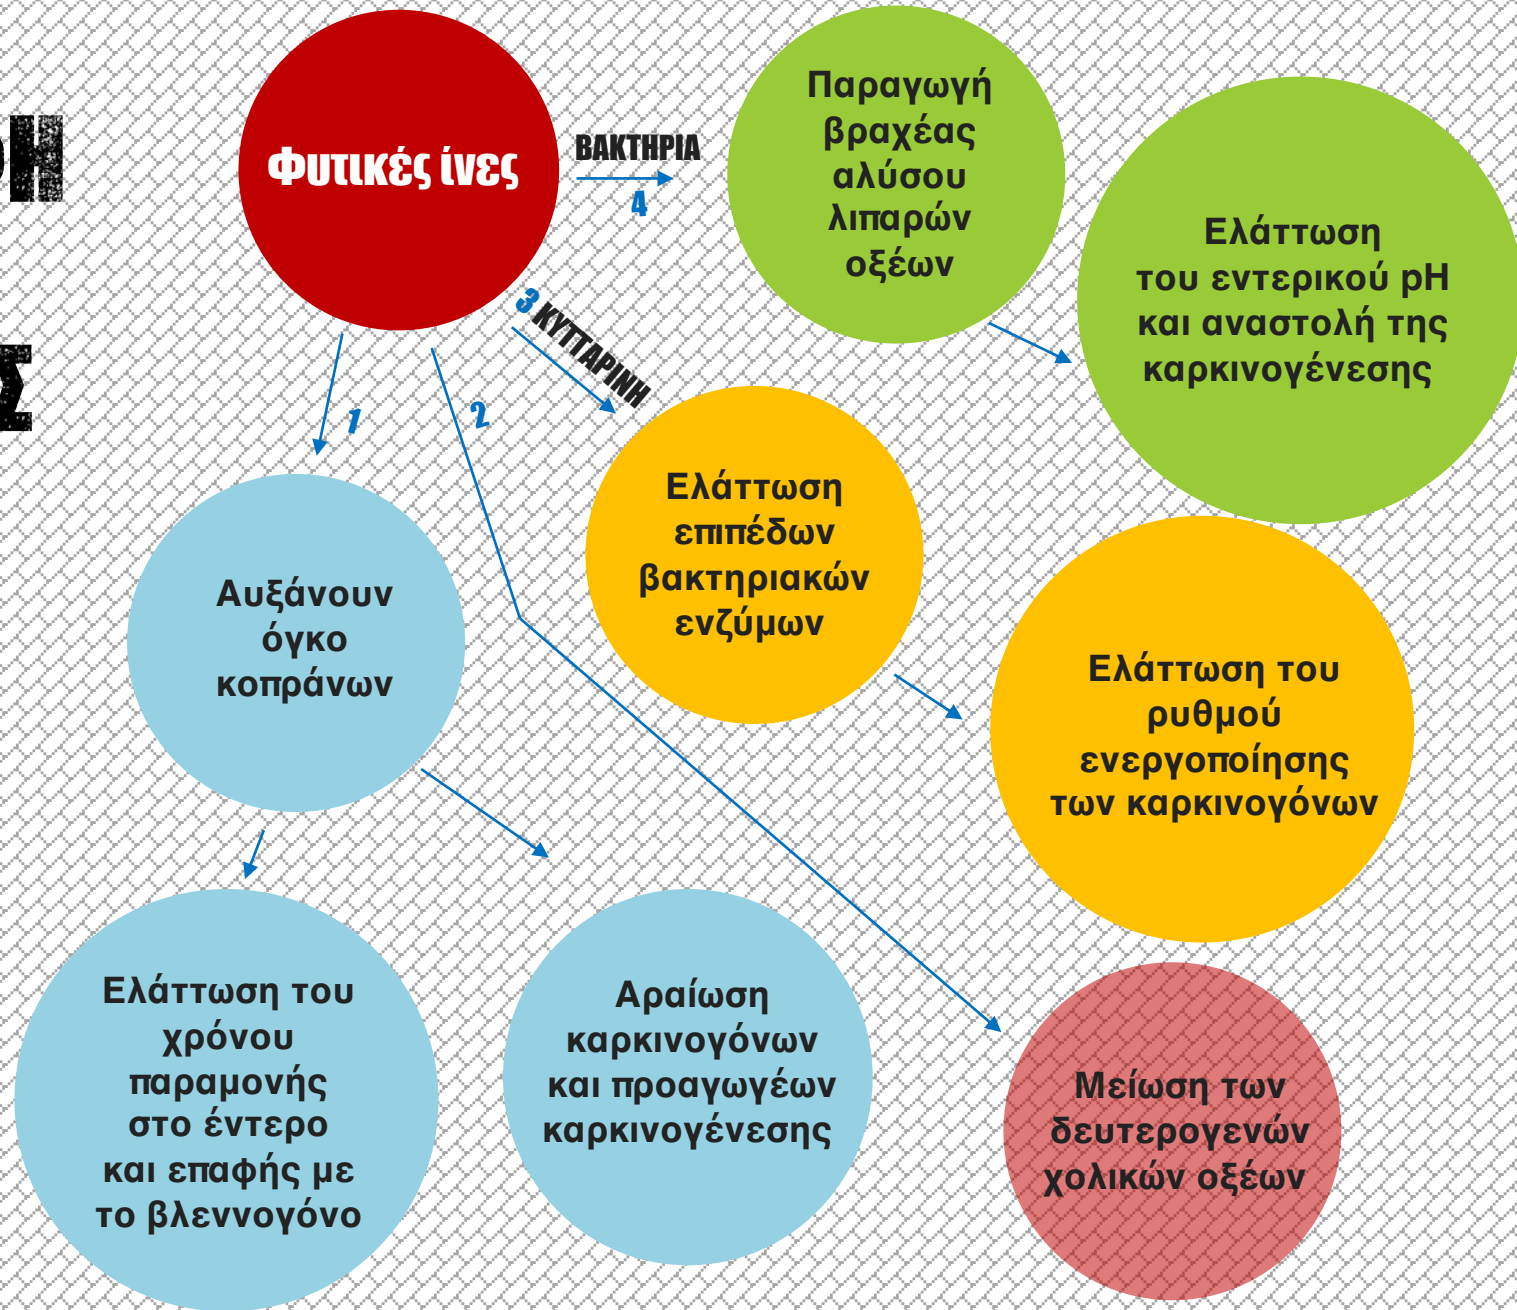 ΡΗ
Σ
Φυτικές ίνες
ΒΑΚΤΗΡΙΑ
4
Παραγωγή
βραχέας
αλύσου
λιπαρών
οξέων
Ελάττωση
του εντερικού pH
και αναστολή της
καρκινογένεσης
3 ΚΥΤΤΑΡΙΝΗ
1
2
Ελάττωση
επιπέδων
βακτηριακών
ενζύμων
Αυξάνουν
όγκο
κοπράνων
Ελάττωση του
ρυθμού
ενεργοποίησης
των καρκινογόνων
Ελάττωση του
χρόνου
παραμονής
στο έντερο
και επαφής με
το βλεννογόνο
Αραίωση
καρκινογόνων
και προαγωγέων
καρκινογένεσης
Μείωση των
δευτερογενών
χολικών οξέων